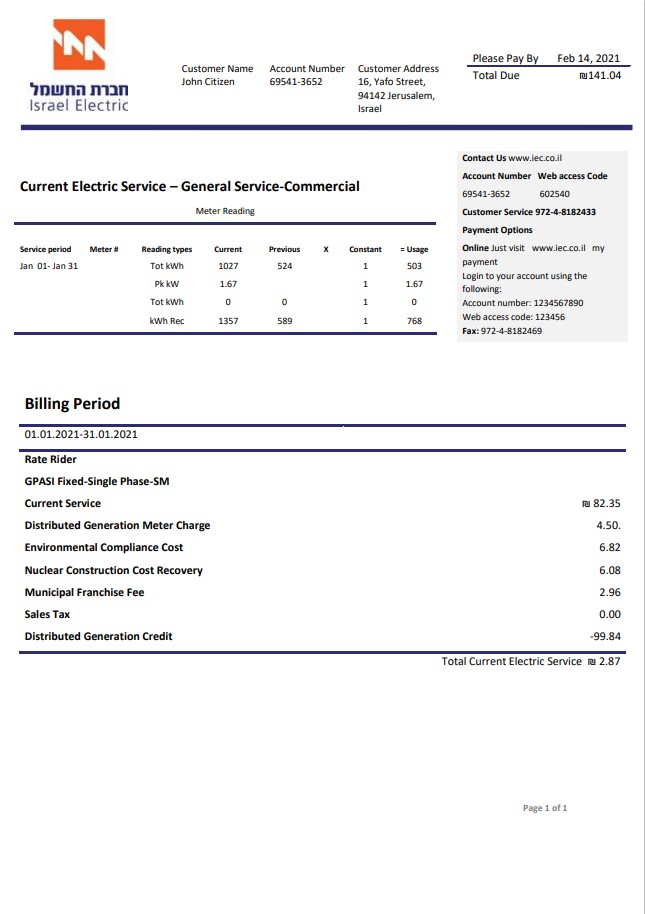 חברת החשמל
Israel Electric
Customer Name Account Number Customer Address
John Citizen 69541-3652 16, Yafo Street,
94142 Jerusalem,
Israel
Please Pay By Feb 14, 2021
Total Due ₪141.04
Current Electric Service – General Service-Commercial
Meter Reading
Service period Meter # Reading types Current Previous X Constant = Usage
Jan 01- Jan 31 Tot kWh 1027 524 1 503
Pk kW 1.67 1 1.67
Tot kWh 0 0 1 0
kWh Rec 1357 589 1 768
Contact Us www.iec.co.il
Account Number Web access Code
69541-3652 602540
Customer Service 972-4-8182433
Payment Options
Online Just visit www.iec.co.il my
payment
Login to your account using the
following:
Account number: 1234567890
Web access code: 123456
Fax: 972-4-8182469
Billing Period
01.01.2021-31.01.2021
Rate Rider
GPASI Fixed-Single Phase-SM
Current Service ₪ 82.35
Distributed Generation Meter Charge 4.50.
Environmental Compliance Cost 6.82
Nuclear Construction Cost Recovery 6.08
Municipal Franchise Fee 2.96
Sales Tax 0.00
Distributed Generation Credit -99.84
Total Current Electric Service ₪ 2.87
Page 1 of 1